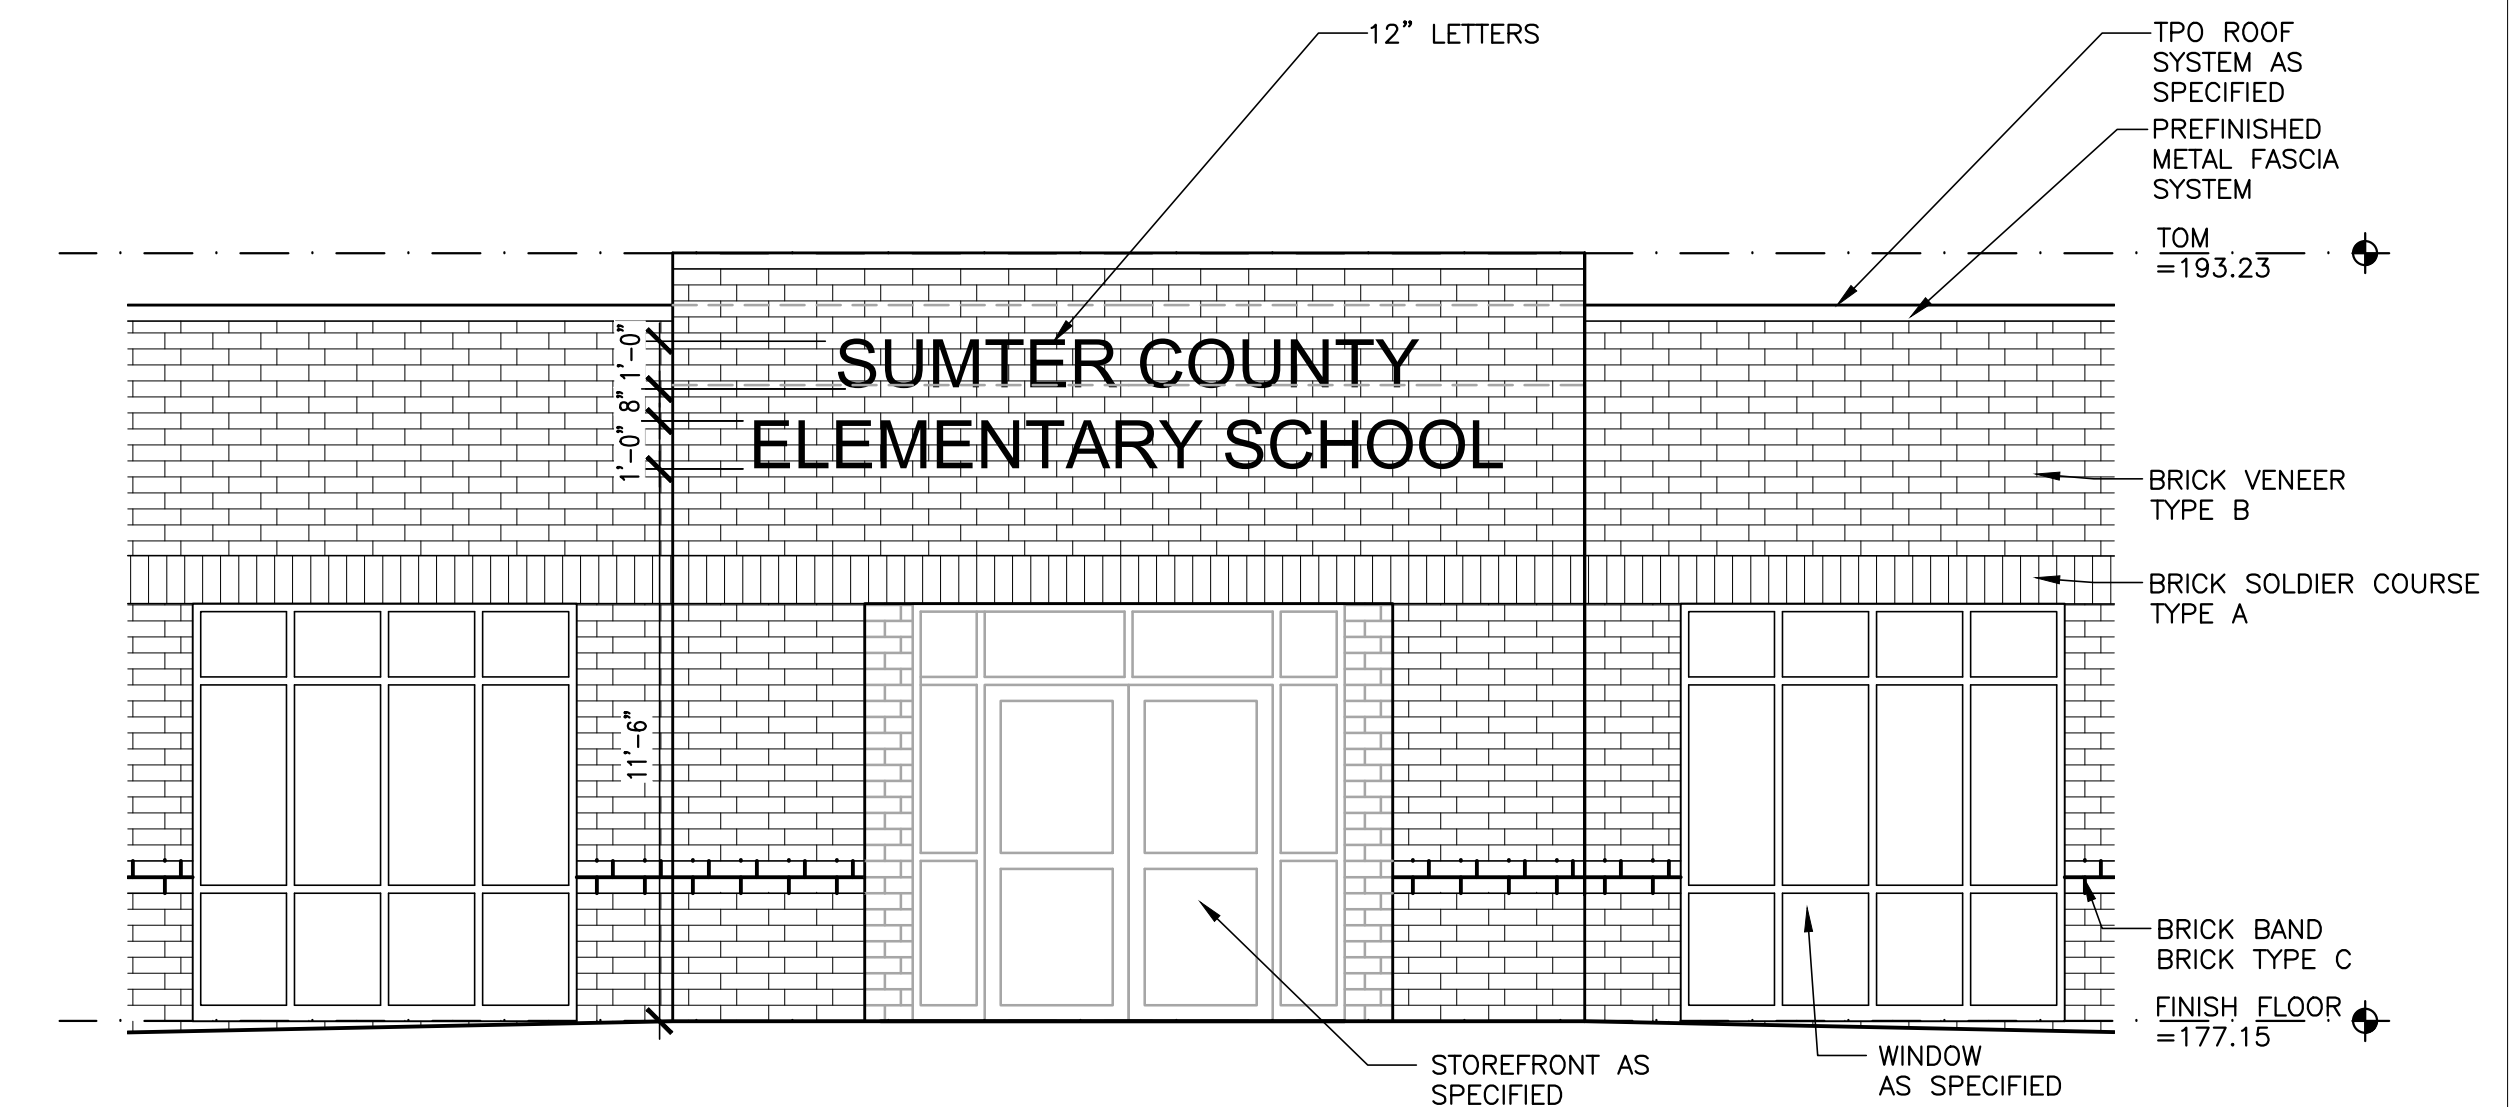 12” LETTERS
TPO ROOF
SYSTEM AS
SPECIFIED
PREFINISHED
METAL FASCIA
SYSTEM
TOM
=193.23
SUMTER COUNTY
ELEMENTARY SCHOOL
1'-0”
8”
1'-0”
11'-6”
BRICK VENEER
TYPE B
BRICK SOLDIER COURSE
TYPE A
BRICK BAND
BRICK TYPE C
FINISH FLOOR
=177.15
STOREFRONT AS
SPECIFIED
WINDOW
AS SPECIFIED